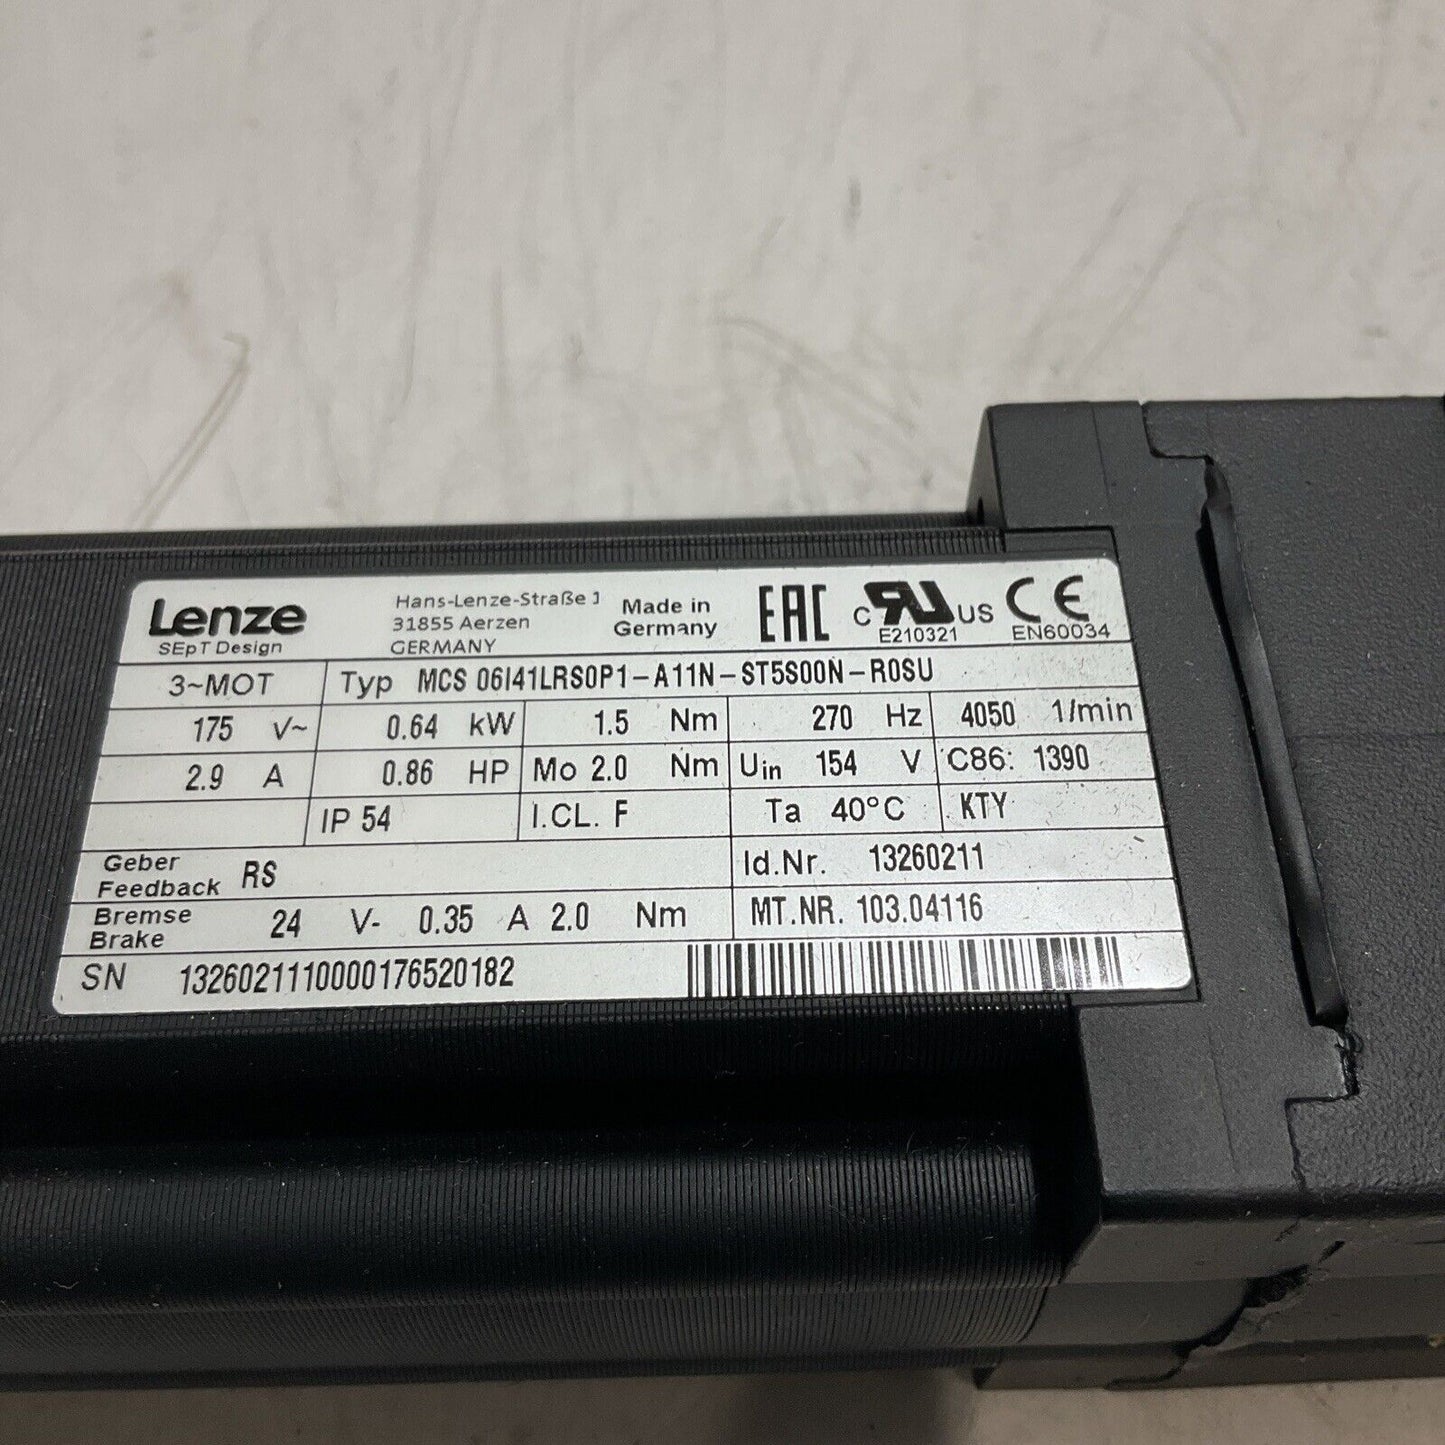 Lenze
SEpT Design
Hans-Lenze-Straße 1
31855 Aerzen
GERMANY
Made in
Germany
EAC
C UR US
E210321
CE
EN60034
3~MOT Typ MCS 06I41LRS0P1-A11N-ST5S00N-R0SU
175 V~ 0.64 kW 1.5 Nm 270 Hz 4050 1/min
2.9 A 0.86 HP Mo 2.0 Nm Uin 154 V C86: 1390
IP 54 I.CL. F Ta 40°C KTY
Geber
Feedback RS
Id.Nr. 13260211
Bremse
Brake 24 V- 0.35 A 2.0 Nm
MT.NR. 103.04116
SN 1326021110000176520182